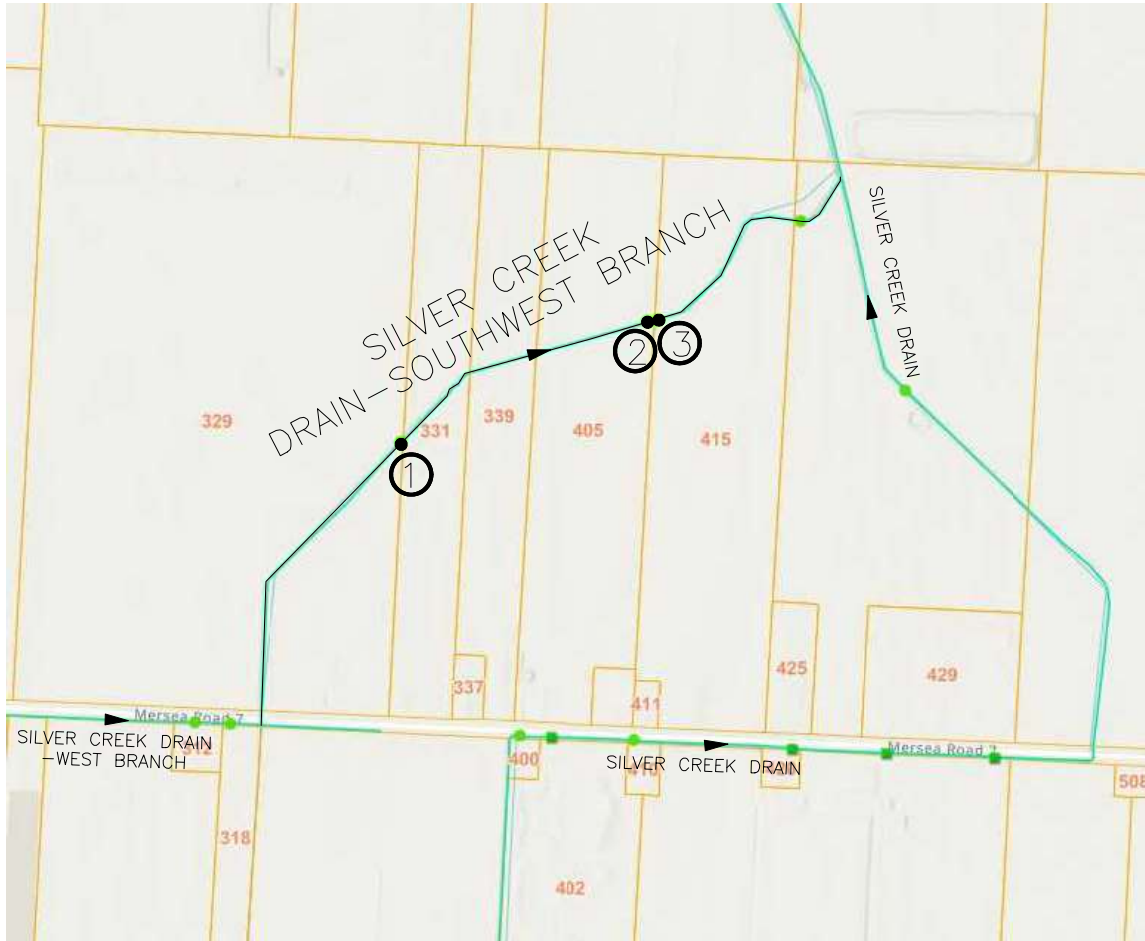 SILVER CREEK
DRAIN-SOUTHWEST BRANCH
SILVER CREEK DRAIN
2
3
329
331
339
405
415
1
337
411
425
429
Mersea Road 7
SILVER CREEK DRAIN
-WEST BRANCH
312
400
SILVER CREEK DRAIN
410
Mersea Road 7
508
318
402